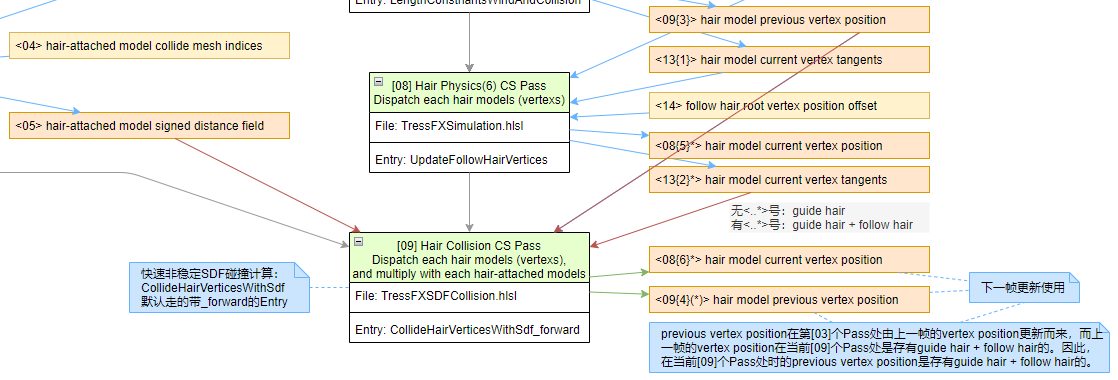 Entry: LengthConstriantsWindAndCollision
<09{3}> hair model previous vertex position
<04> hair-attached model collide mesh indices
<13{1}> hair model current vertex tangents
[08] Hair Physics(6) CS Pass
Dispatch each hair models (vertexs)
<14> follow hair root vertex position offset
File: TressFXSimulation.hlsl
<05> hair-attached model signed distance field
<08{5}*> hair model current vertex position
Entry: UpdateFollowHairVertices
<13{2}*> hair model current vertex tangents
无<..*>号：guide hair
有<..*>号：guide hair + follow hair
[09] Hair Collision CS Pass
Dispatch each hair models (vertexs),
and multiply with each hair-attached models
<08{6}*> hair model current vertex position
快速非稳定SDF碰撞计算：
CollideHairVerticesWithSdf
默认走的带_forward的Entry
File: TressFXSDFCollision.hlsl
<09{4}(*)> hair model previous vertex position
下一帧更新使用
Entry: CollideHairVerticesWithSdf_forward
previous vertex position在第[03]个Pass处由上一帧的vertex position更新而来，而上
一帧的vertex position在当前[09]个Pass处是存有guide hair + follow hair的。因此，
在当前[09]个Pass处时的previous vertex position是存有guide hair + follow hair的。